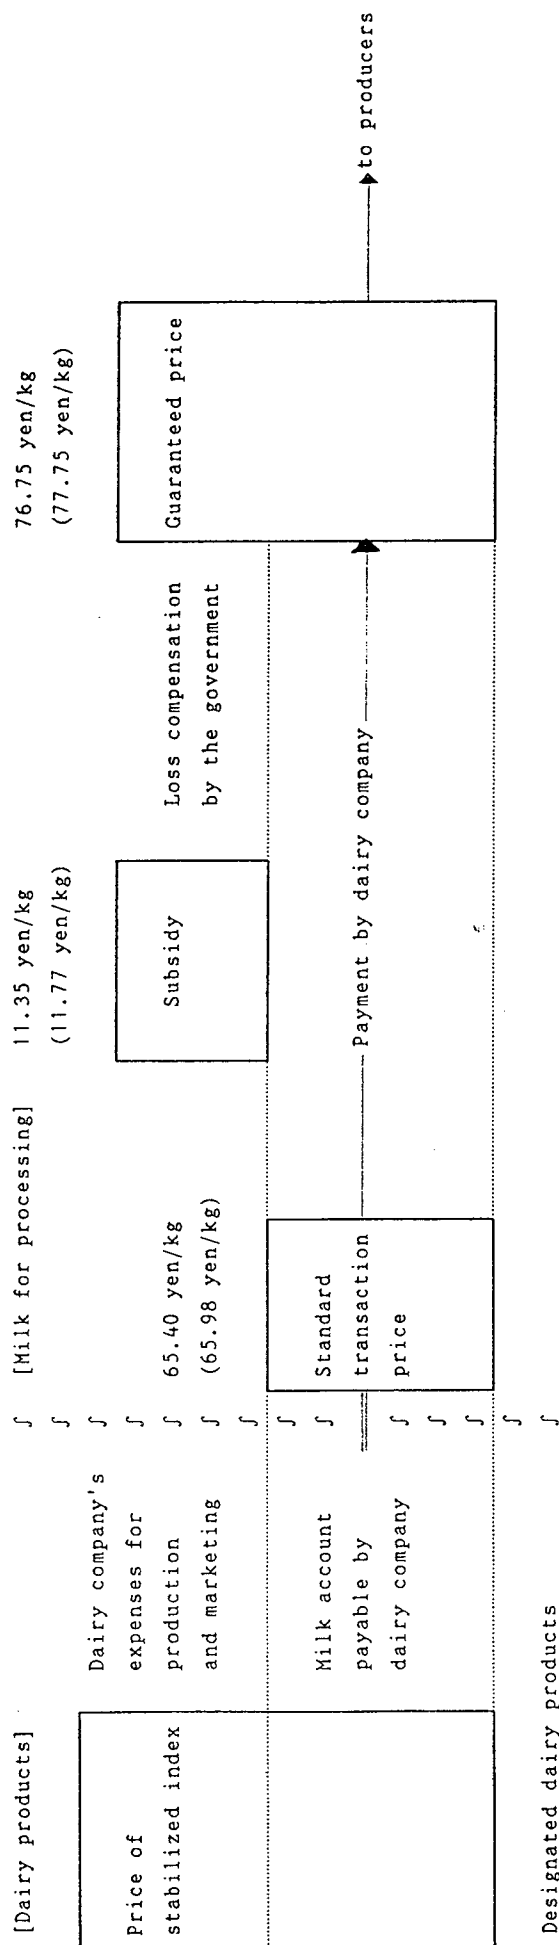 [Dairy products]
Price of
stabilized index
Designated dairy products
Dairy company's
expenses for
production
and marketing
Milk account
payable by
dairy company
∫
∫
∫
∫
∫
∫
∫
∫
∫
∫
∫
∫
∫
∫
[Milk for processing]
65.40 yen/kg
(65.98 yen/kg)
Standard
transaction
price
11.35 yen/kg
(11.77 yen/kg)
Subsidy
Payment by dairy company
Loss compensation
by the government
76.75 yen/kg
(77.75 yen/kg)
Guaranteed price
to producers